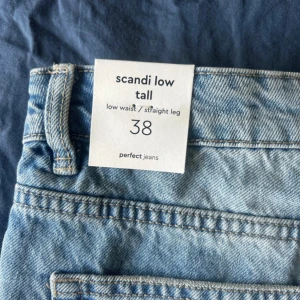 scandi low
tall
low waist / straight leg
38
perfect jeans